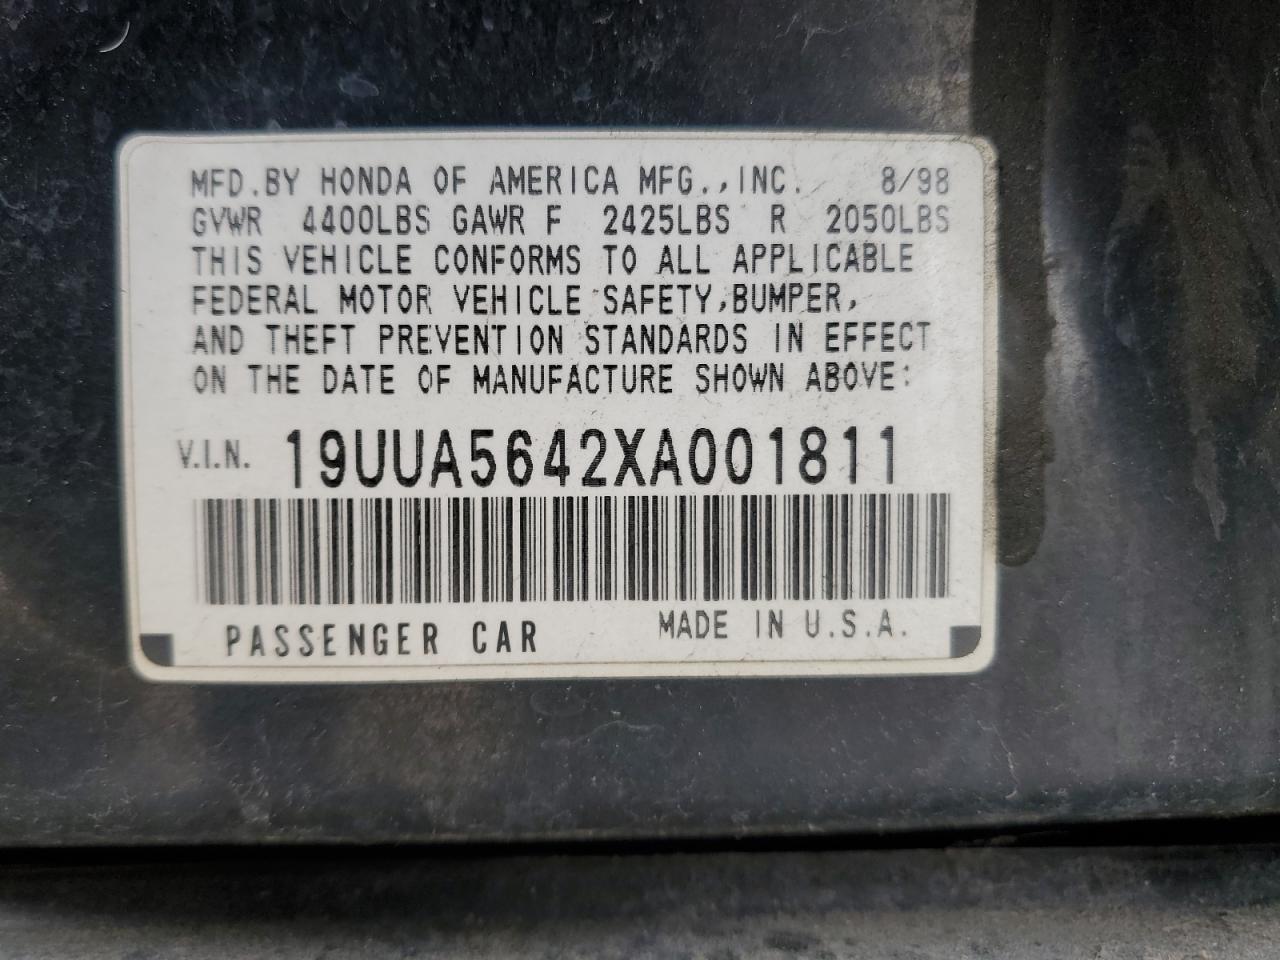 MFD.BY HONDA OF AMERICA MFG.,INC. 8/98
GVWR 4400LBS GAWR F 2425LBS R 2050LBS
THIS VEHICLE CONFORMS TO ALL APPLICABLE
FEDERAL MOTOR VEHICLE SAFETY,BUMPER,
AND THEFT PREVENTION STANDARDS IN EFFECT
ON THE DATE OF MANUFACTURE SHOWN ABOVE:
V.I.N. 19UUA5642XA001811
PASSENGER CAR MADE IN U.S.A.